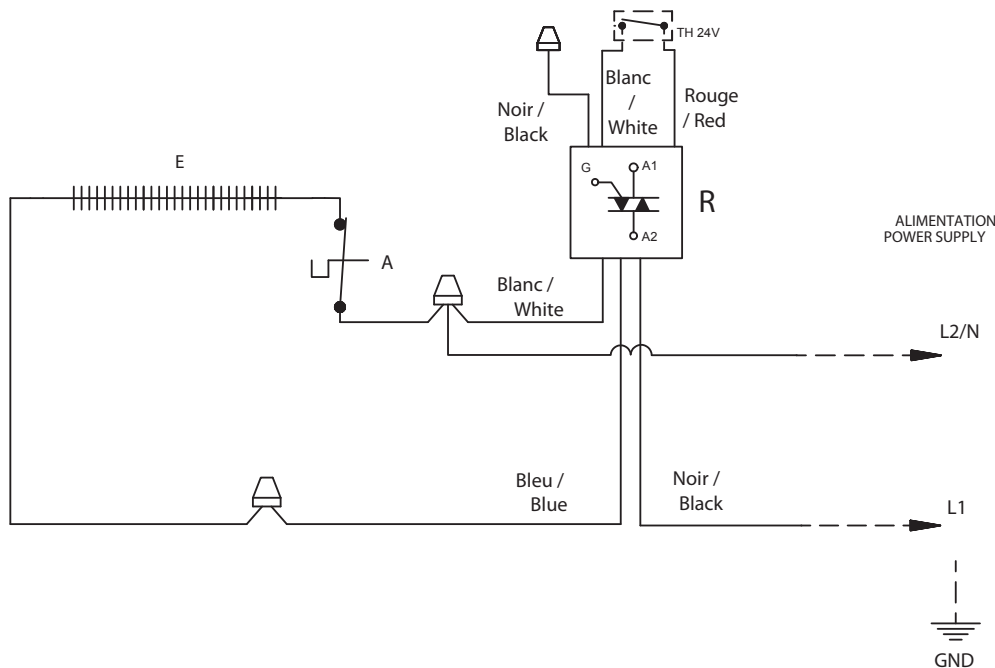 TH 24V
Blanc
/
White
Rouge
/ Red
Noir /
Black
E
G
A1
R
A2
A
ALIMENTATION
POWER SUPPLY
Blanc /
White
L2/N
Bleu /
Blue
Noir /
Black
L1
GND